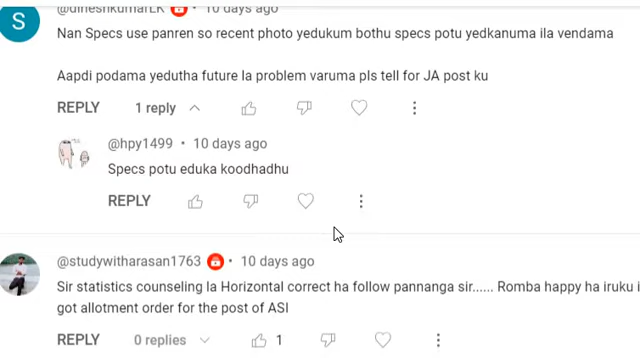 S
@dineshkumarLK 10 days ago
Nan Specs use panren so recent photo yedukum bothu specs potu yedkanuma ila vendama
Aapdi podama yedutha future la problem varuma pls tell for JA post ku
REPLY 1 reply
@hpy1499 • 10 days ago
Specs potu eduka koodhadhu
REPLY
@studywitharasan1763 • 10 days ago
Sir statistics counseling la Horizontal correct ha follow pannanga sir...... Romba happy ha iruku i
got allotment order for the post of ASI
REPLY 0 replies 1